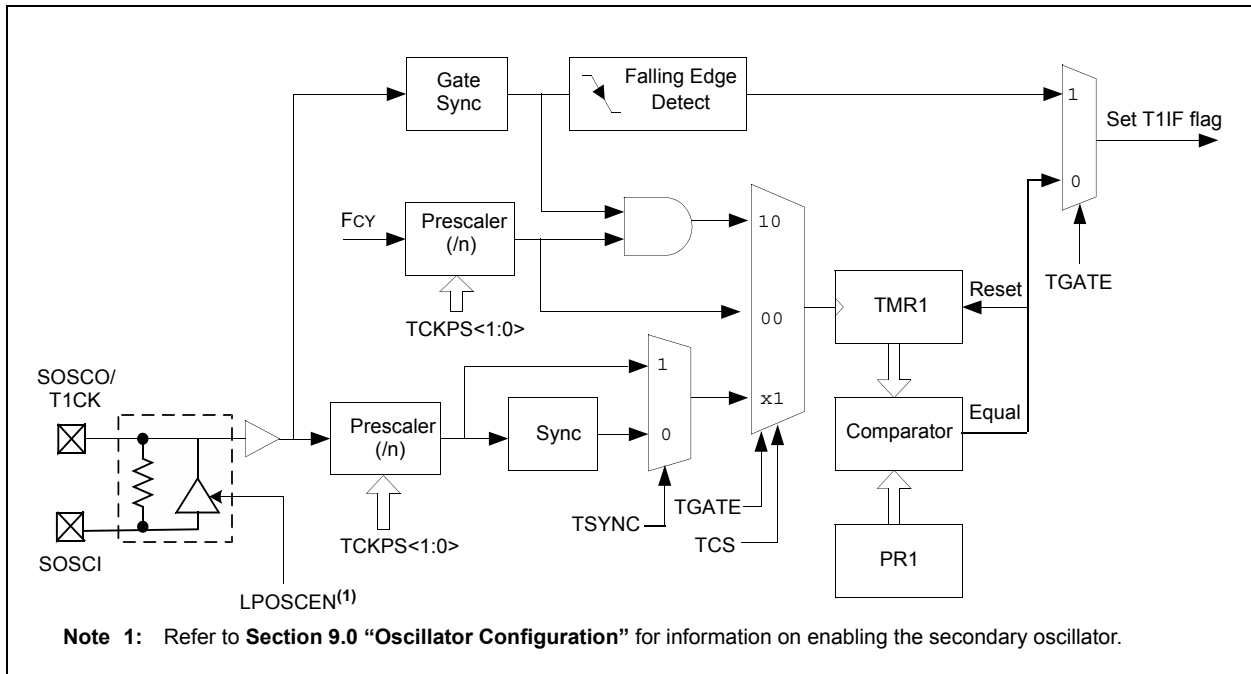 Gate
Sync
Falling Edge
Detect
1
Set T1IF flag
0
FCY
Prescaler
(/n)
10
TGATE
TCKPS<1:0>
00
TMR1
Reset
SOSCO/
T1CK
1
x1
Prescaler
(/n)
Sync
0
Comparator
Equal
TGATE
TSYNC
TCS
SOSCI
TCKPS<1:0>
PR1
LPOSCEN(1)
Note 1: Refer to Section 9.0 “Oscillator Configuration” for information on enabling the secondary oscillator.